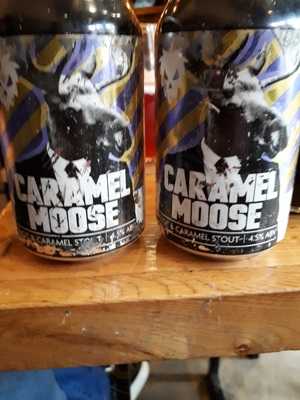 CARAMEL
MOOSE
& CARAMEL STOUT | 4.5% ABV
CARAMEL
MOOSE
& CARAMEL STOUT | 4.5% ABV